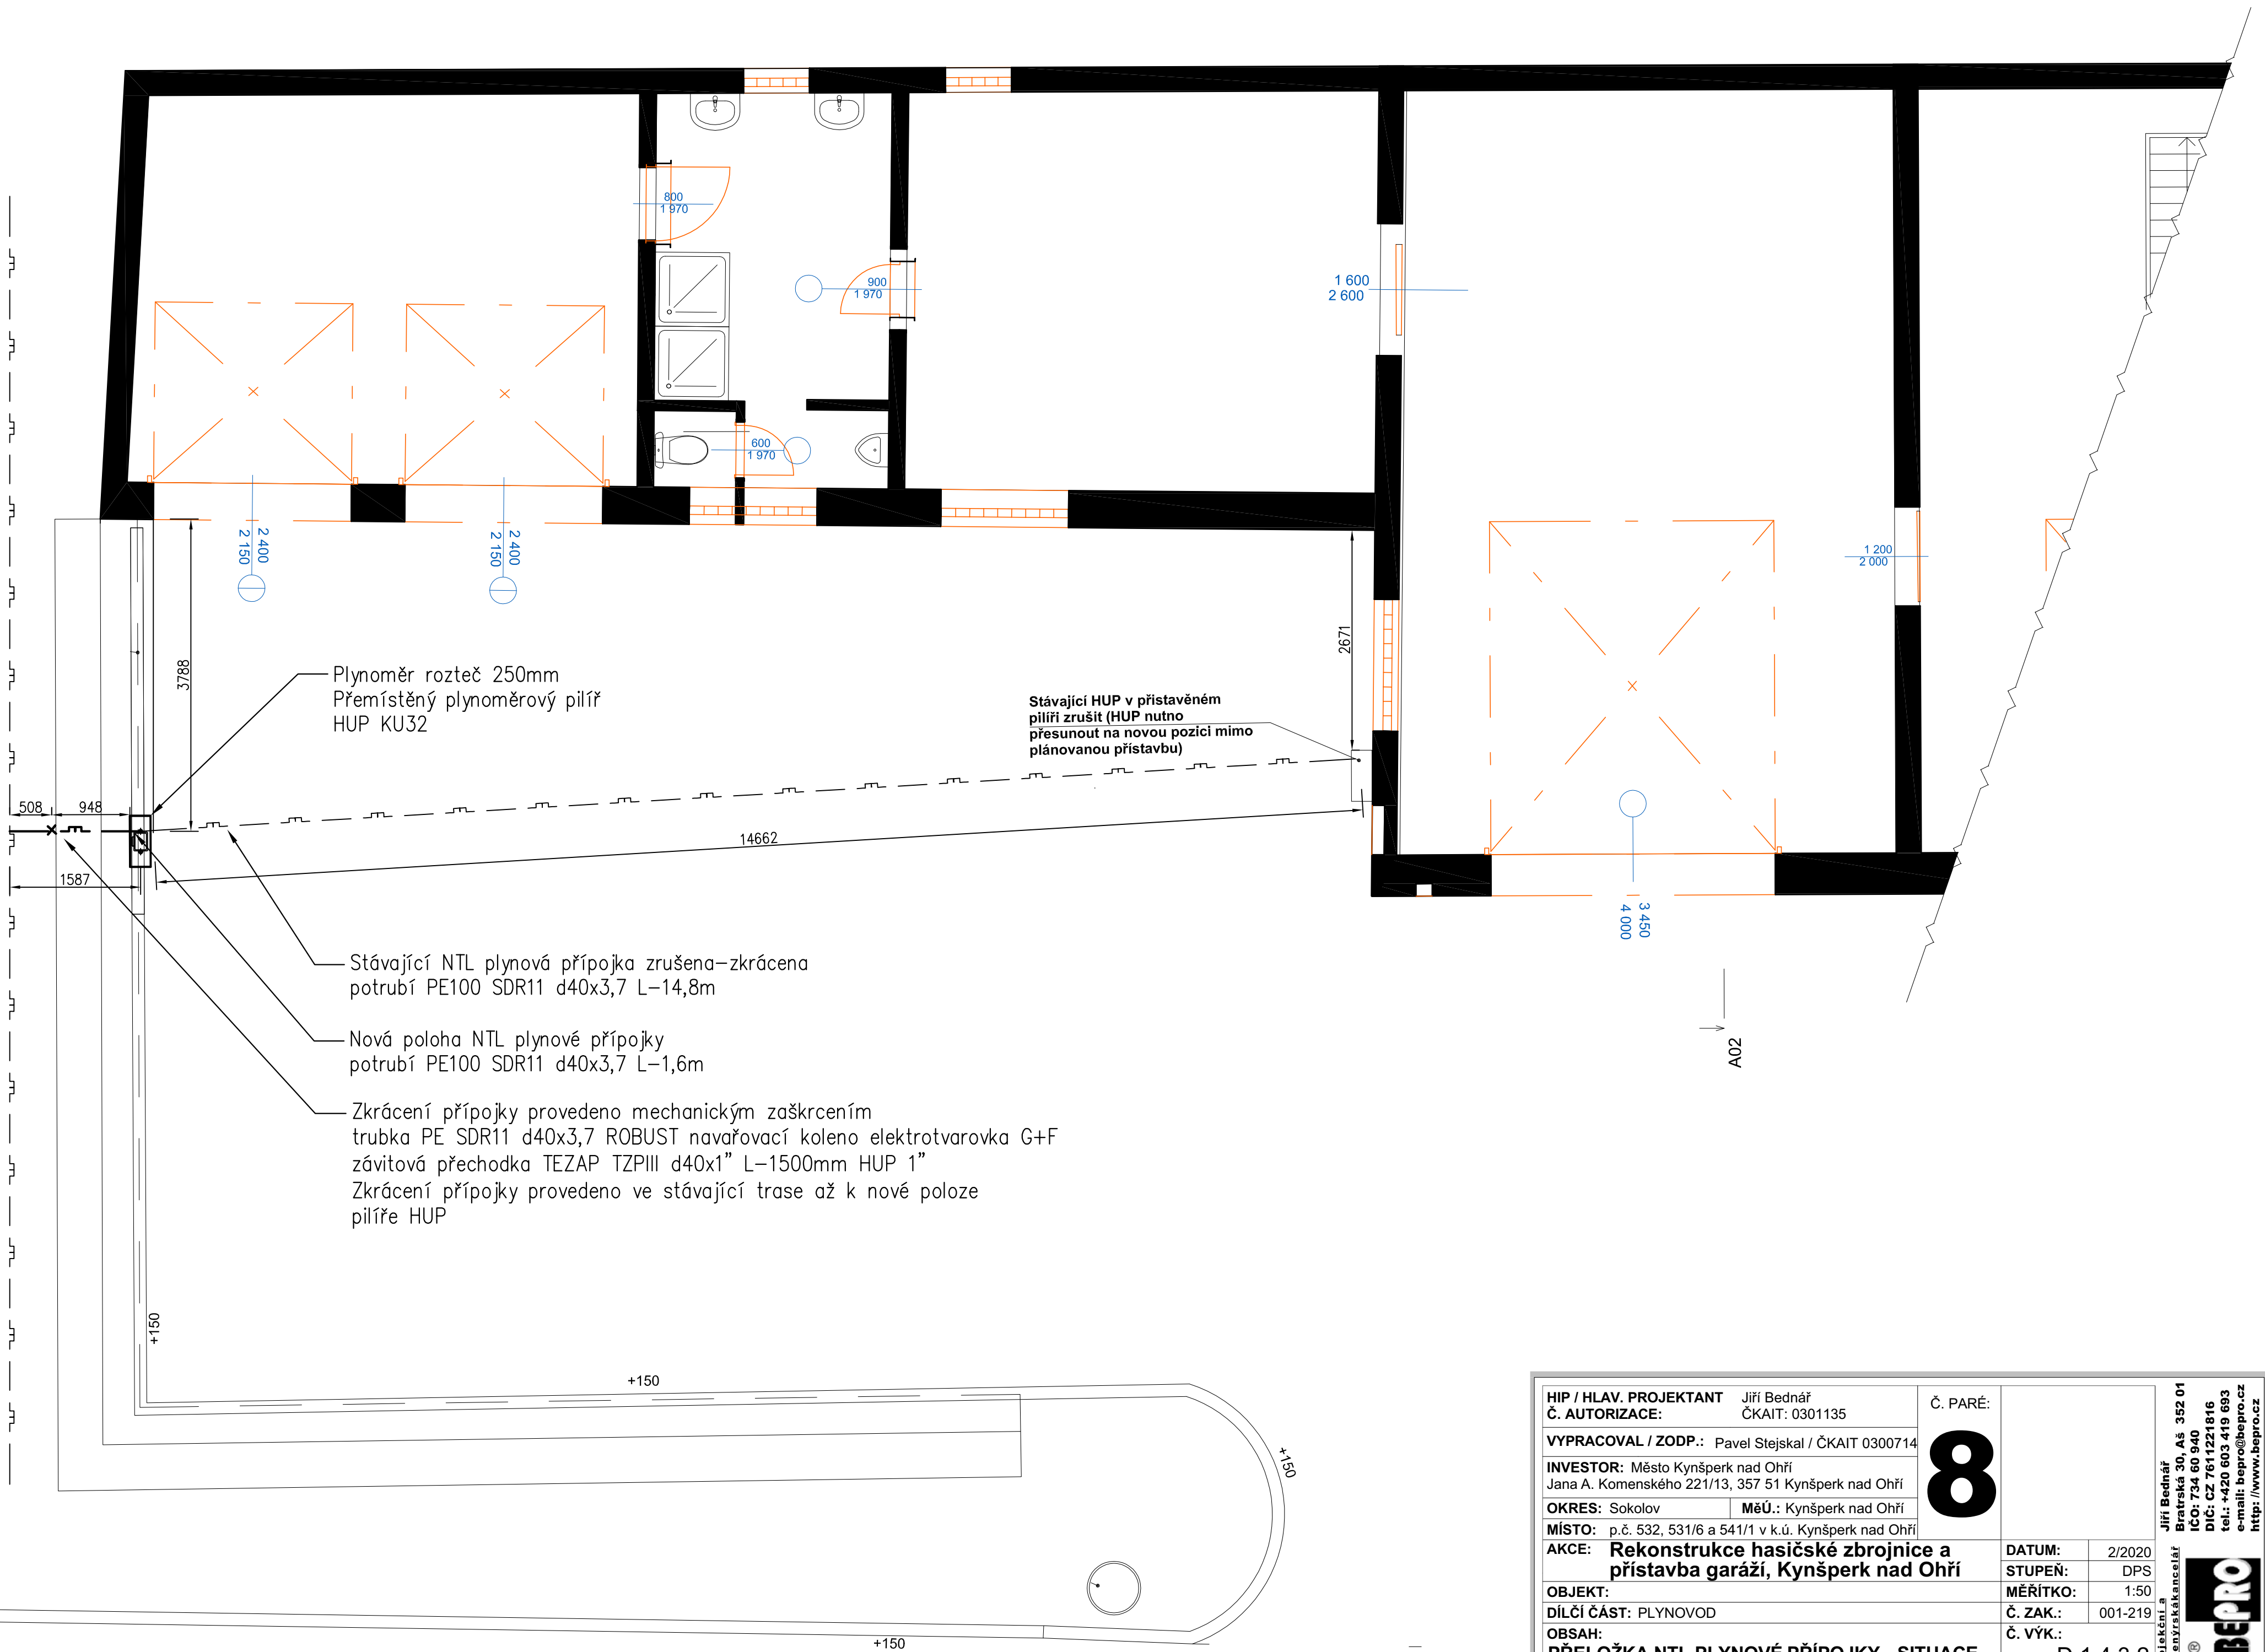 800
1 970
900
1 970
1 600
2 600
600
1 970
2 400
2 150
2 400
2 150
1 200
2 000
3788
2671
Plynoměr rozteč 250mm
Přemístěný plynoměrový pilíř
HUP KU32
Stávající HUP v přistavěném
pilíři zrušit (HUP nutno
přesunout na novou pozici mimo
plánovanou přístavbu)
508
948
14662
1587
3 450
4 000
Stávající NTL plynová přípojka zrušena-zkrácena
potrubí PE100 SDR11 d40x3,7 L-14,8m
Nová poloha NTL plynové přípojky
potrubí PE100 SDR11 d40x3,7 L-1,6m
A02
Zkrácení přípojky provedeno mechanickým zaškrcením
trubka PE SDR11 d40x3,7 ROBUST navařovací koleno elektrotvarovka G+F
závitová přechodka TEZAP TZPIII d40x1” L-1500mm HUP 1”
Zkrácení přípojky provedeno ve stávající trase až k nové poloze
pilíře HUP
+150
+150
+150
+150
HIP / HLAV. PROJEKTANT Jiří Bednář
Č. AUTORIZACE: ČKAIT: 0301135
Č. PARÉ:
8
VYPRACOVAL / ZODP.: Pavel Stejskal / ČKAIT 0300714
INVESTOR: Město Kynšperk nad Ohří
Jana A. Komenského 221/13, 357 51 Kynšperk nad Ohří
OKRES: Sokolov MěÚ.: Kynšperk nad Ohří
MÍSTO: p.č. 532, 531/6 a 541/1 v k.ú. Kynšperk nad Ohří
AKCE: Rekonstrukce hasičské zbrojnice a
přístavba garáží, Kynšperk nad Ohří
DATUM: 2/2020
STUPEŇ: DPS
OBJEKT:
MĚŘÍTKO: 1:50
DÍLČÍ ČÁST: PLYNOVOD
Č. ZAK.: 001-219
OBSAH:
Č. VÝK.:
PŘELOŽKA NTL PLYNOVÉ PŘÍPOJKY - SITUACE
Jiří Bednář
Bratrská 30, Aš 352 01
IČO: 734 60 940
DIČ: CZ 7611221816
tel.: +420 603 419 693
e-mail: bepro@bepro.cz
http: //www.bepro.cz
BEPRO
®